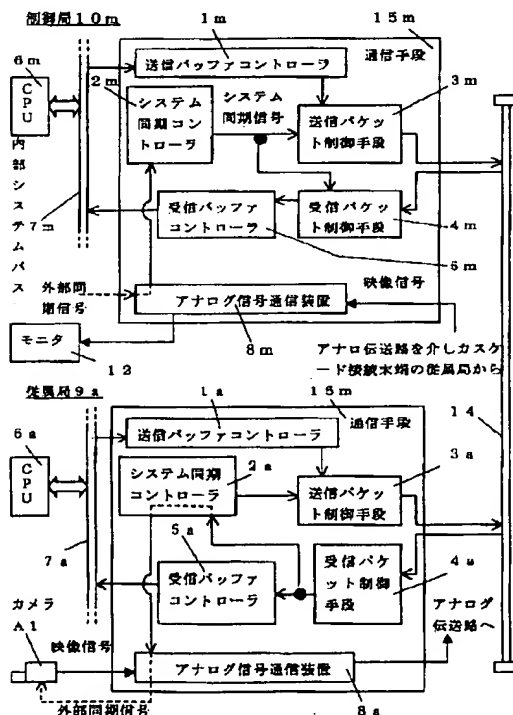 制御局10m
1m
15m
6m
CPU
2m
送信バッファコントローラ
通信手段
3m
システム
同期コント
ローラ
システム
同期信号
送信パケッ
ト制御手段
内部システムバス
7m
受信バッファ
コントローラ
受信パケッ
ト制御手段
4m
5m
外部同
期信号
映像信号
アナログ信号通信装置
モニタ
12
8m
アナロ伝送路を介しカスケ
ード接続末端の従属局から
14
従属局9a
1a
15m
6a
CPU
送信バッファコントローラ
通信手段
3a
システム同期
コントローラ
2a
送信パケッ
ト制御手段
5a
7a
受信バッファ
コントローラ
受信パケ
ット制御
手段
4a
カメラ
A1
映像信号
アナログ
伝送路へ
アナログ信号通信装置
外部同期信号
8a